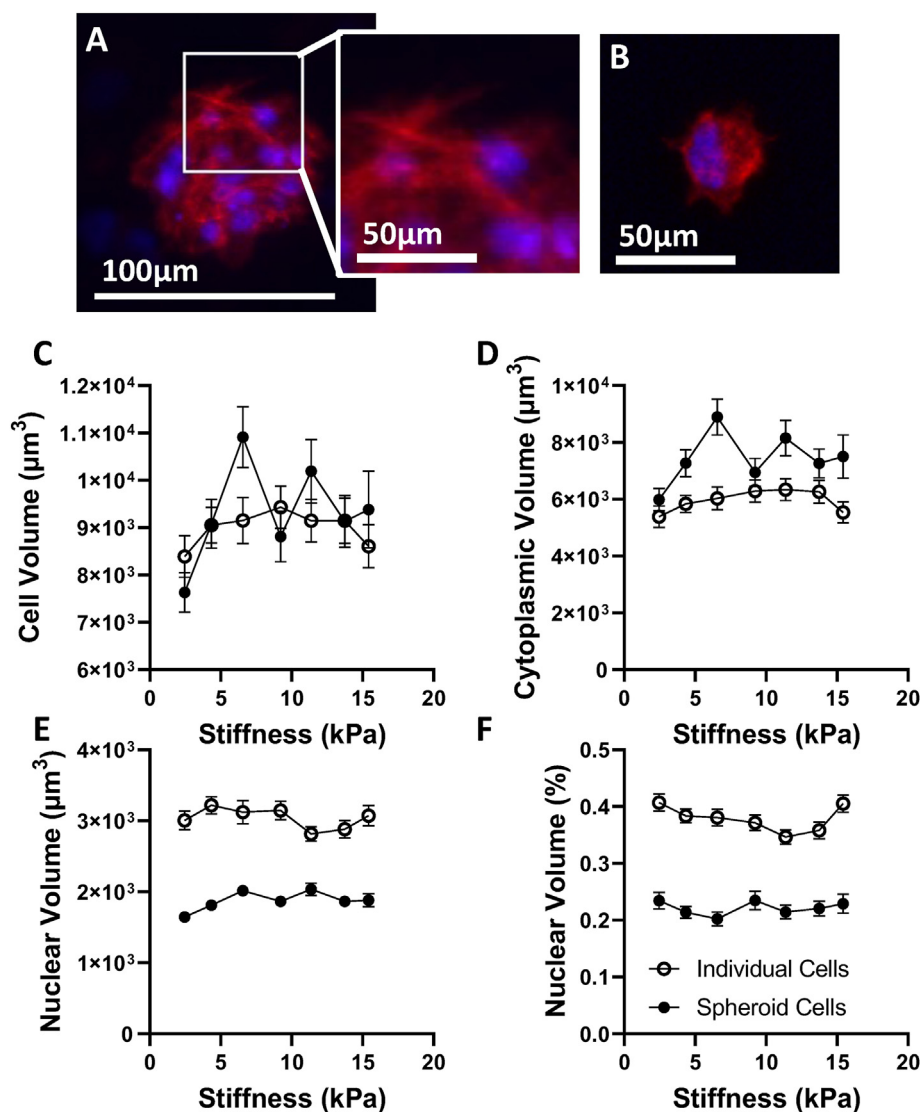 A
100µm
50µm
B
50µm
C
Cell Volume (µm³)
1.2×10⁴
1.1×10⁴
1×10⁴
9×10³
8×10³
7×10³
6×10³
0 5 10 15 20
Stiffness (kPa)
D
Cytoplasmic Volume (µm³)
1×10⁴
8×10³
6×10³
4×10³
2×10³
0
0 5 10 15 20
Stiffness (kPa)
E
Nuclear Volume (µm³)
4×10³
3×10³
2×10³
1×10³
0
0 5 10 15 20
Stiffness (kPa)
F
Nuclear Volume (%)
0.5
0.4
0.3
0.2
0.1
0.0
Individual Cells
Spheroid Cells
0 5 10 15 20
Stiffness (kPa)